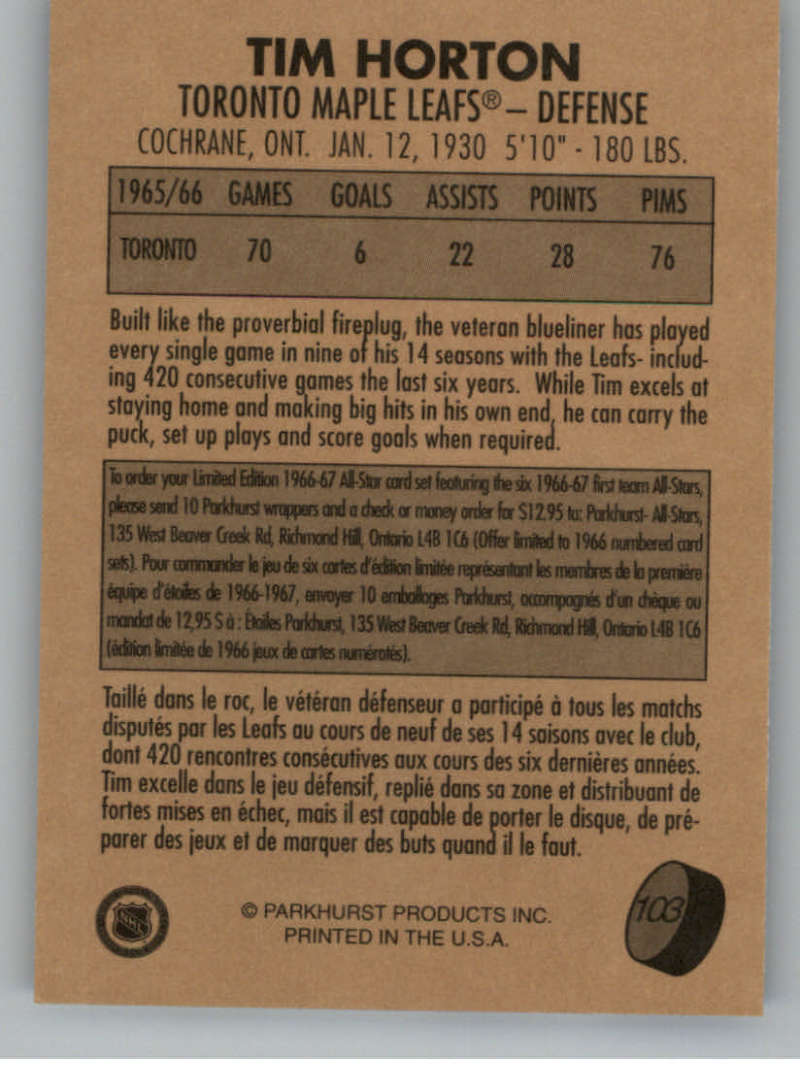 TIM HORTON
TORONTO MAPLE LEAFS® – DEFENSE
COCHRANE, ONT. JAN. 12, 1930 5'10" - 180 LBS.
1965/66 GAMES GOALS ASSISTS POINTS PIMS
TORONTO 70 6 22 28 76
Built like the proverbial fireplug, the veteran blueliner has played
every single game in nine of his 14 seasons with the Leafs- includ-
ing 420 consecutive games the last six years. While Tim excels at
staying home and making big hits in his own end, he can carry the
puck, set up plays and score goals when required.
To order your Limited Edition 1966-67 All-Star card set featuring the six 1966-67 first team All-Stars,
please send 10 Parkhurst wrappers and a check or money order for $12.95 to: Parkhurst- All-Stars,
135 West Beaver Creek Rd, Richmond Hill, Ontario L4B 1C6 (Offer limited to 1966 numbered card
sets). Pour commander le jeu de six cartes d'édition limitée représentant les membres de la première
équipe d'étoiles de 1966-1967, envoyer 10 emballages Parkhurst, accompagnés d'un chèque ou
mandat de 12,95 $ à : Étoiles Parkhurst, 135 West Beaver Creek Rd, Richmond Hill, Ontario L4B 1C6
(édition limitée de 1966 jeux de cartes numérotés).
Taillé dans le roc, le vétéran défenseur a participé à tous les matchs
disputés par les Leafs au cours de neuf de ses 14 saisons avec le club,
dont 420 rencontres consécutives aux cours des six dernières années.
Tim excelle dans le jeu défensif, replié dans sa zone et distribuant de
fortes mises en échec, mais il est capable de porter le disque, de pré-
parer des jeux et de marquer des buts quand il le faut.
NHL
© PARKHURST PRODUCTS INC.
PRINTED IN THE U.S.A.
103